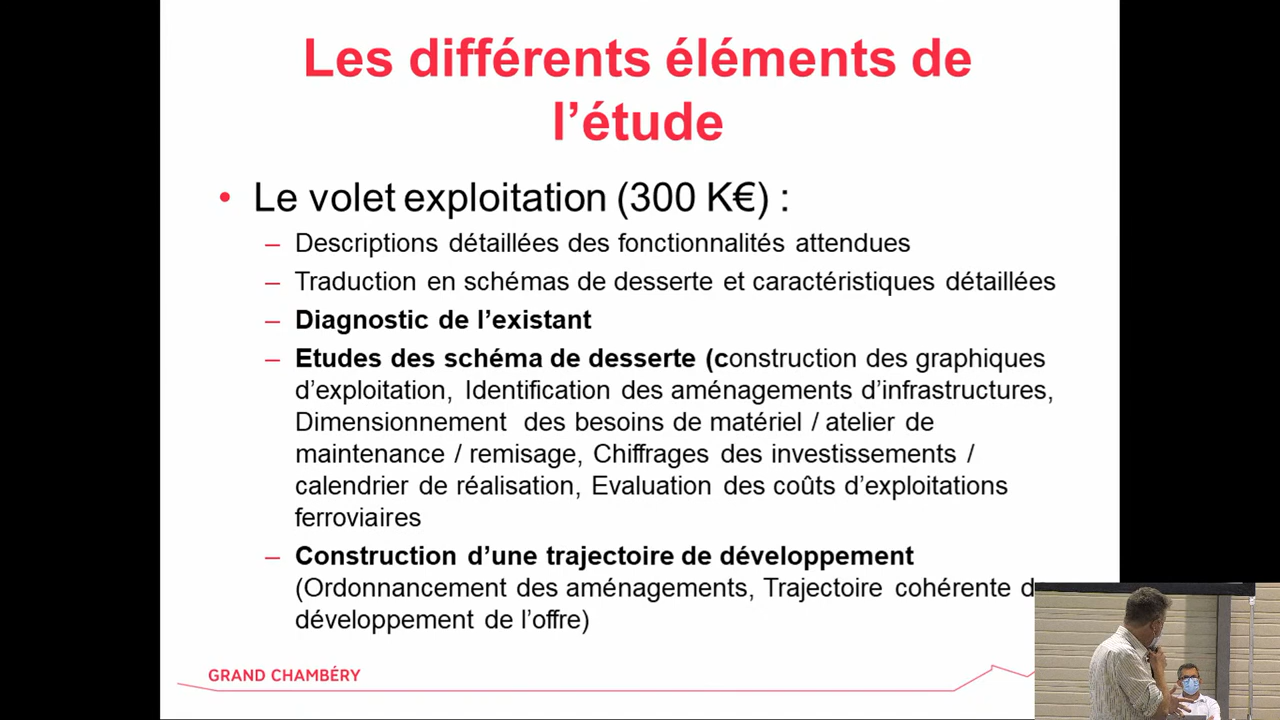 Les différents éléments de
l’étude
• Le volet exploitation (300 K€) :
– Descriptions détaillées des fonctionnalités attendues
– Traduction en schémas de desserte et caractéristiques détaillées
– Diagnostic de l’existant
– Etudes des schéma de desserte (construction des graphiques
d’exploitation, Identification des aménagements d’infrastructures,
Dimensionnement des besoins de matériel / atelier de
maintenance / remisage, Chiffrages des investissements /
calendrier de réalisation, Evaluation des coûts d’exploitations
ferroviaires
– Construction d’une trajectoire de développement
(Ordonnancement des aménagements, Trajectoire cohérente
développement de l’offre)
GRAND CHAMBÉRY